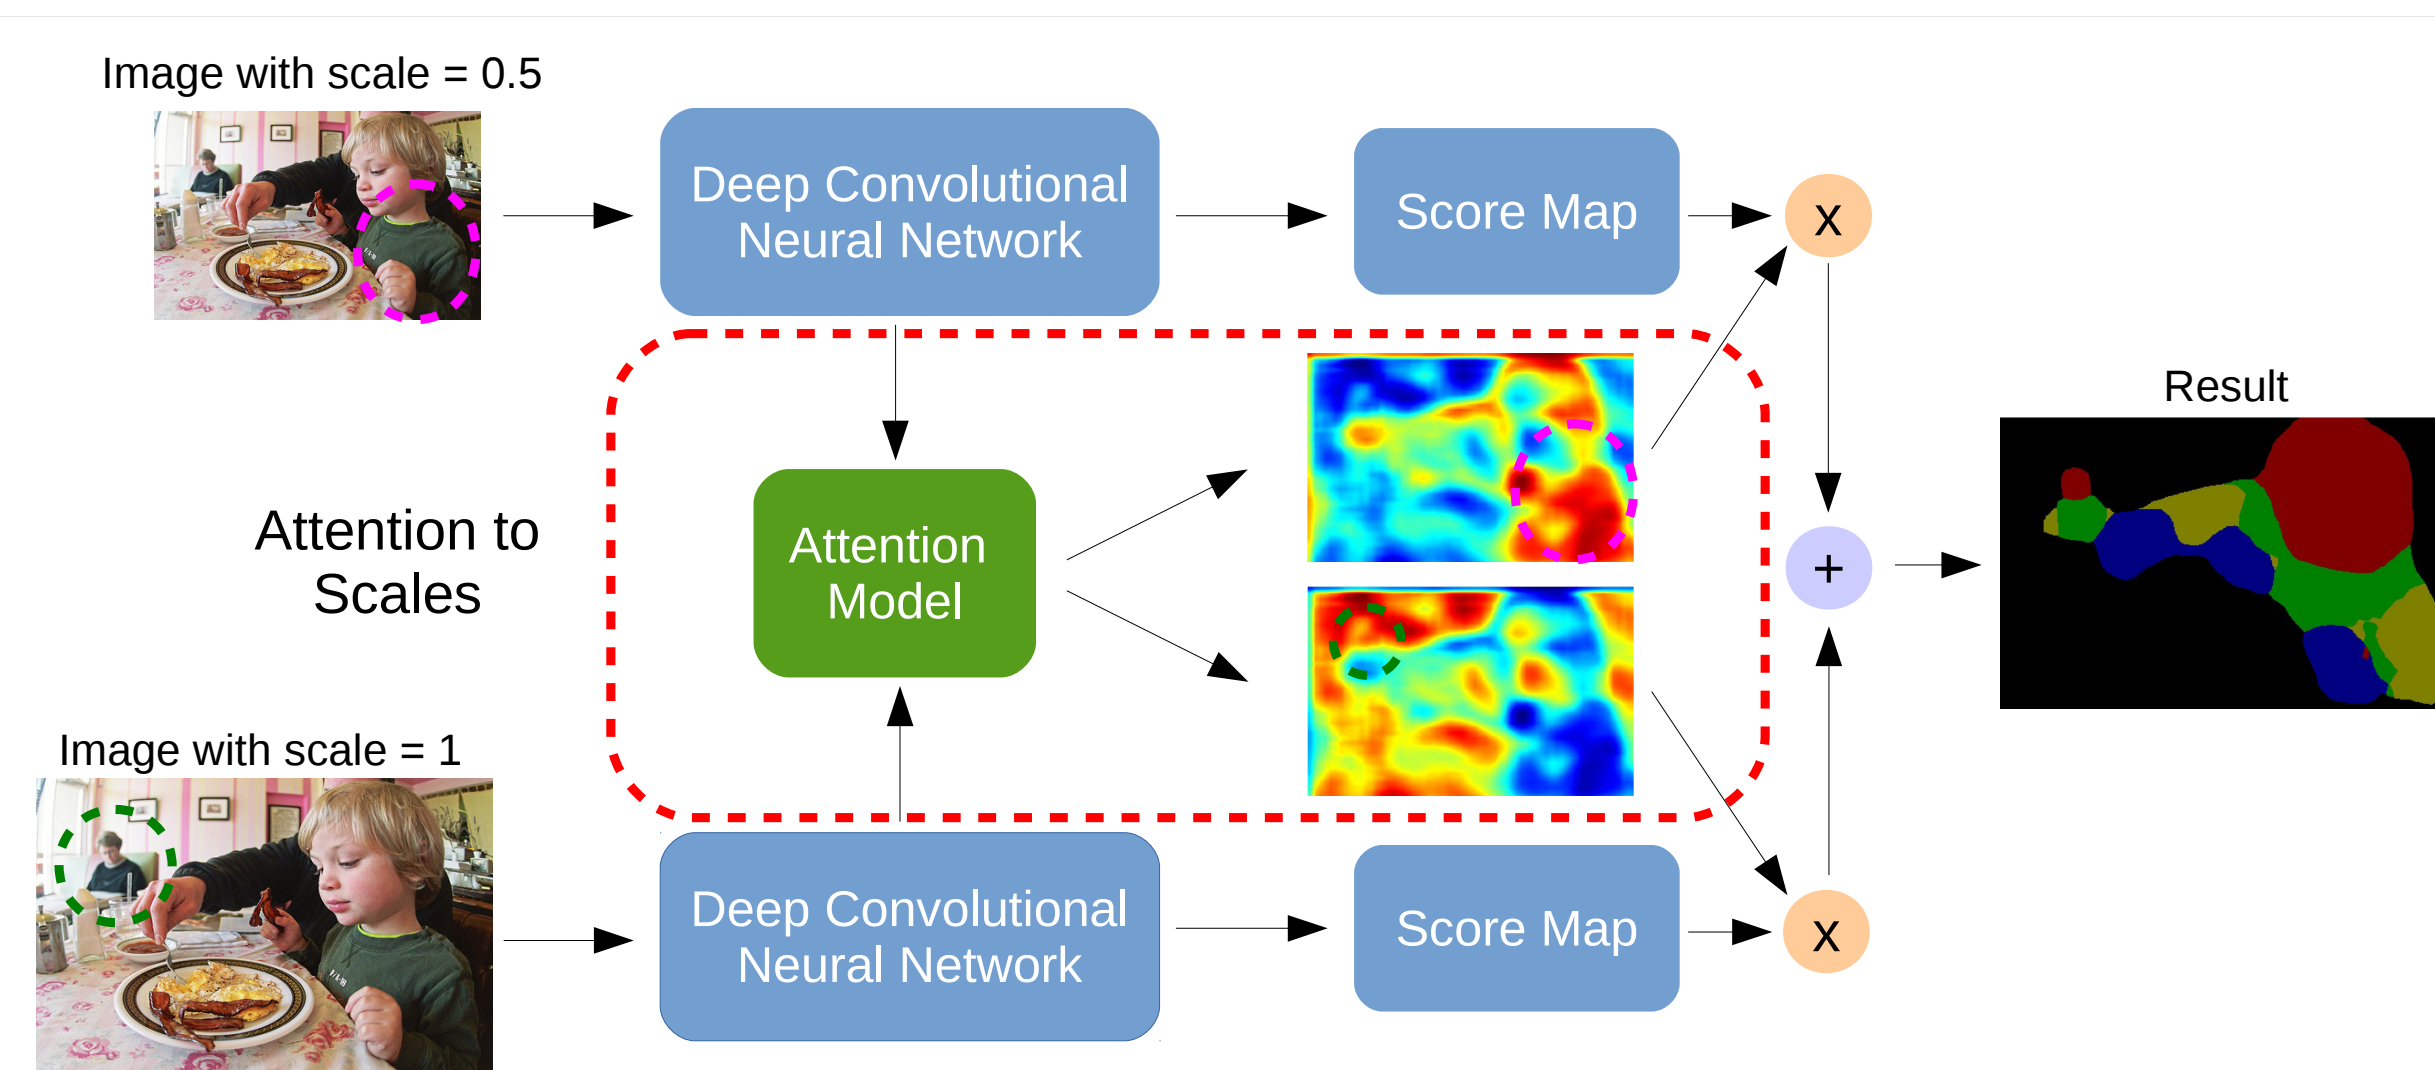 Image with scale = 0.5
Deep Convolutional
Neural Network
Score Map
x
Result
Attention to
Scales
Attention
Model
+
Image with scale = 1
Deep Convolutional
Neural Network
Score Map
x